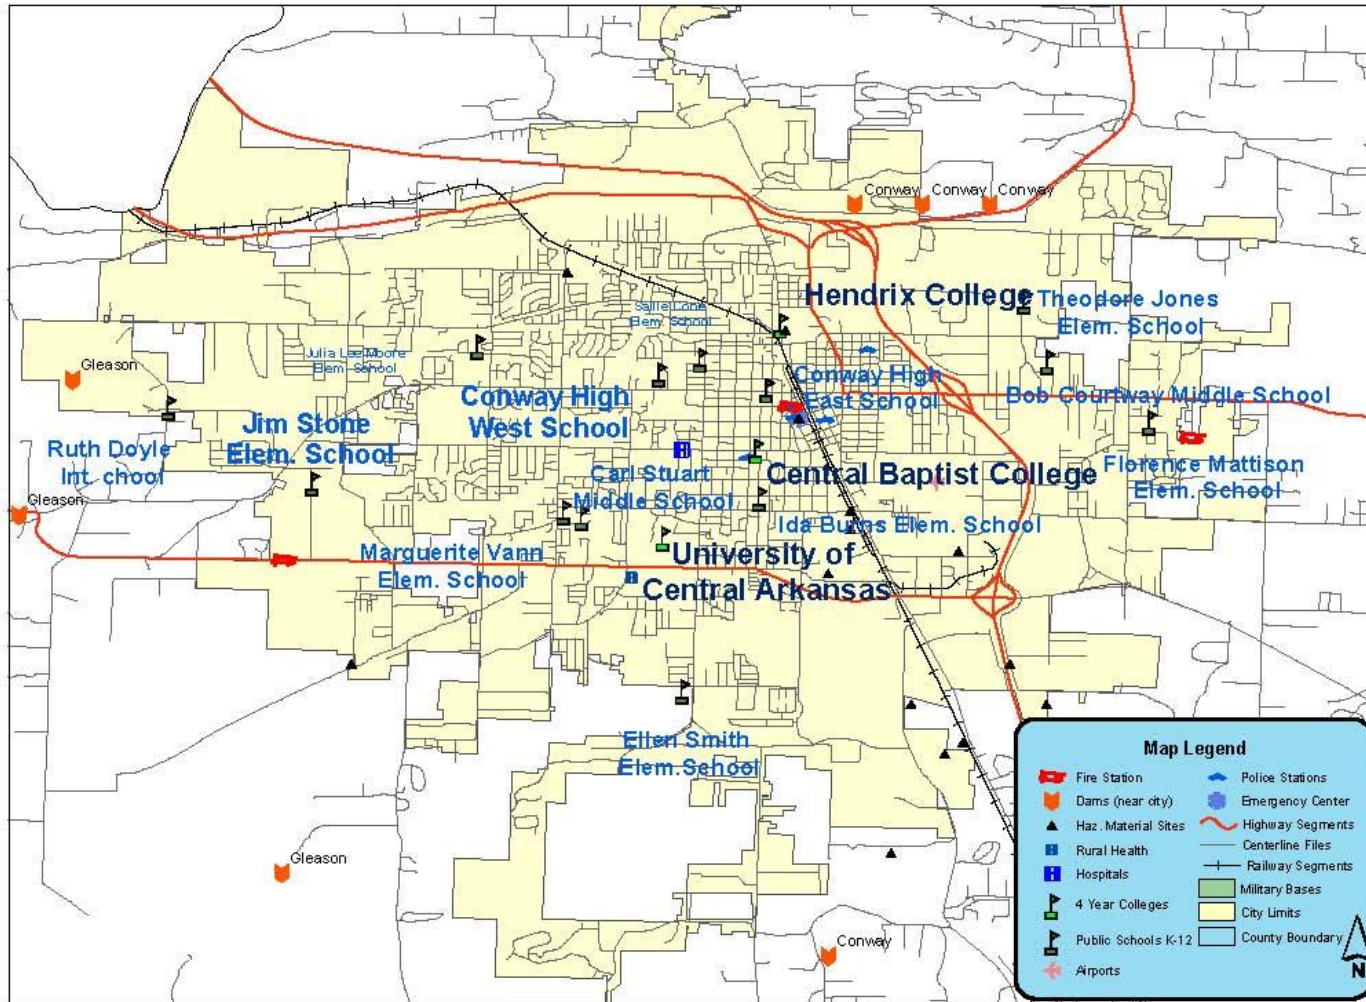 Conway
Conway
Conway
Hendrix College
Theodore Jones
Elem. School
Sallie Cone
Elem. School
Julia Lee Moore
Elem. School
Gleason
Conway High
East School
Bob Courtway Middle School
Conway High
West School
Jim Stone
Elem. School
Ruth Doyle
Int. chool
Carl Stuart
Middle School
Central Baptist College
Florence Mattison
Elem. School
Gleason
Ida Burns Elem. School
Marguerite Vann
Elem. School
University of
Central Arkansas
Ellen Smith
Elem.School
Gleason
Conway
Map Legend
Fire Station
Dams (near city)
Haz. Material Sites
Rural Health
Hospitals
4 Year Colleges
Public Schools K-12
Airports
Police Stations
Emergency Center
Highway Segments
Centerline Files
Railway Segments
Military Bases
City Limits
County Boundary
N